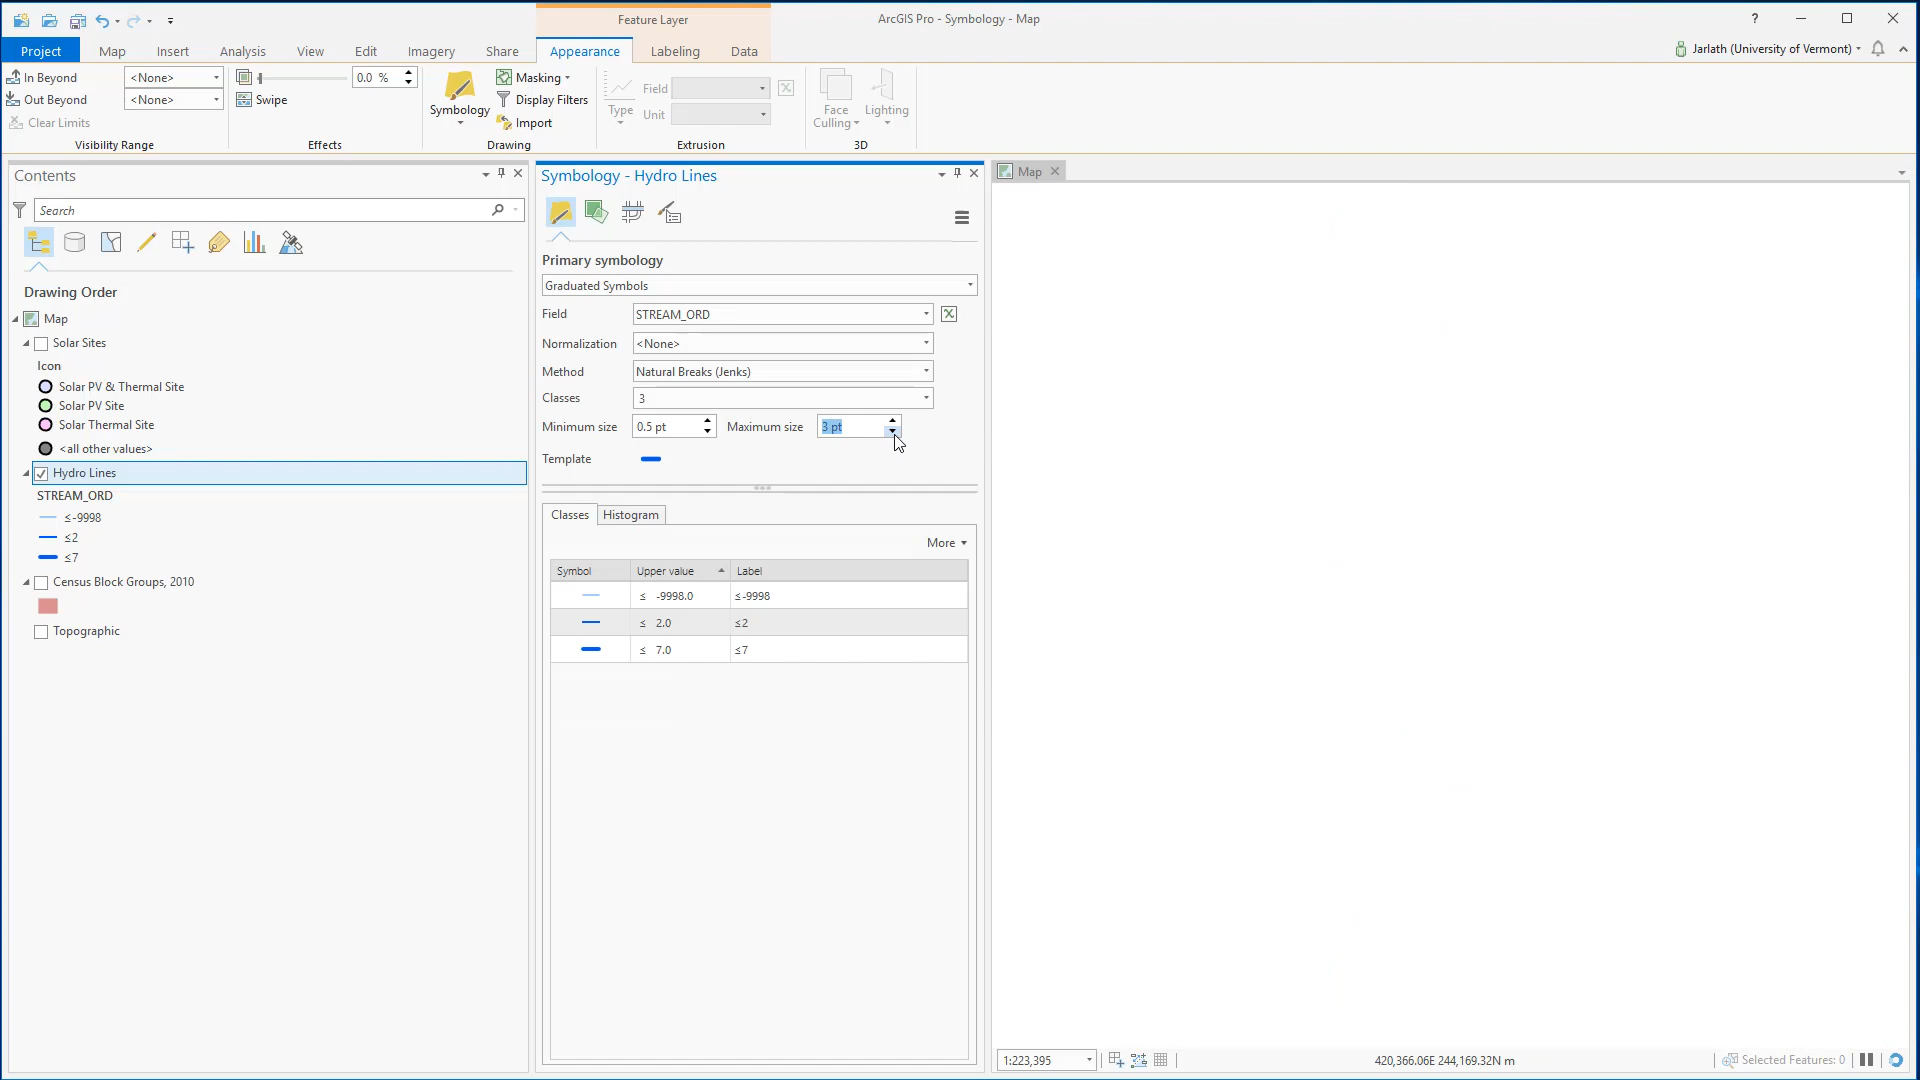 Feature Layer
ArcGIS Pro - Symbology - Map
?
Project Map Insert Analysis View Edit Imagery Share Appearance Labeling Data
Jarlath (University of Vermont)
In Beyond <None>
Out Beyond <None>
Clear Limits
Visibility Range
0.0 %
Swipe
Effects
Symbology
Masking
Display Filters
Import
Drawing
Type
Field
Unit
Extrusion
Face Culling
Lighting
3D
Contents
Search
Drawing Order
Map
Solar Sites
Icon
Solar PV & Thermal Site
Solar PV Site
Solar Thermal Site
<all other values>
Hydro Lines
STREAM_ORD
≤-9998
≤2
≤7
Census Block Groups, 2010
Topographic
Symbology - Hydro Lines
Primary symbology
Graduated Symbols
Field STREAM_ORD
Normalization <None>
Method Natural Breaks (Jenks)
Classes 3
Minimum size 0.5 pt Maximum size 3 pt
Template
Classes Histogram
More
Symbol Upper value Label
≤ -9998.0 ≤-9998
≤ 2.0 ≤2
≤ 7.0 ≤7
Map
1:223,395
420,366.06E 244,169.32N m
Selected Features: 0